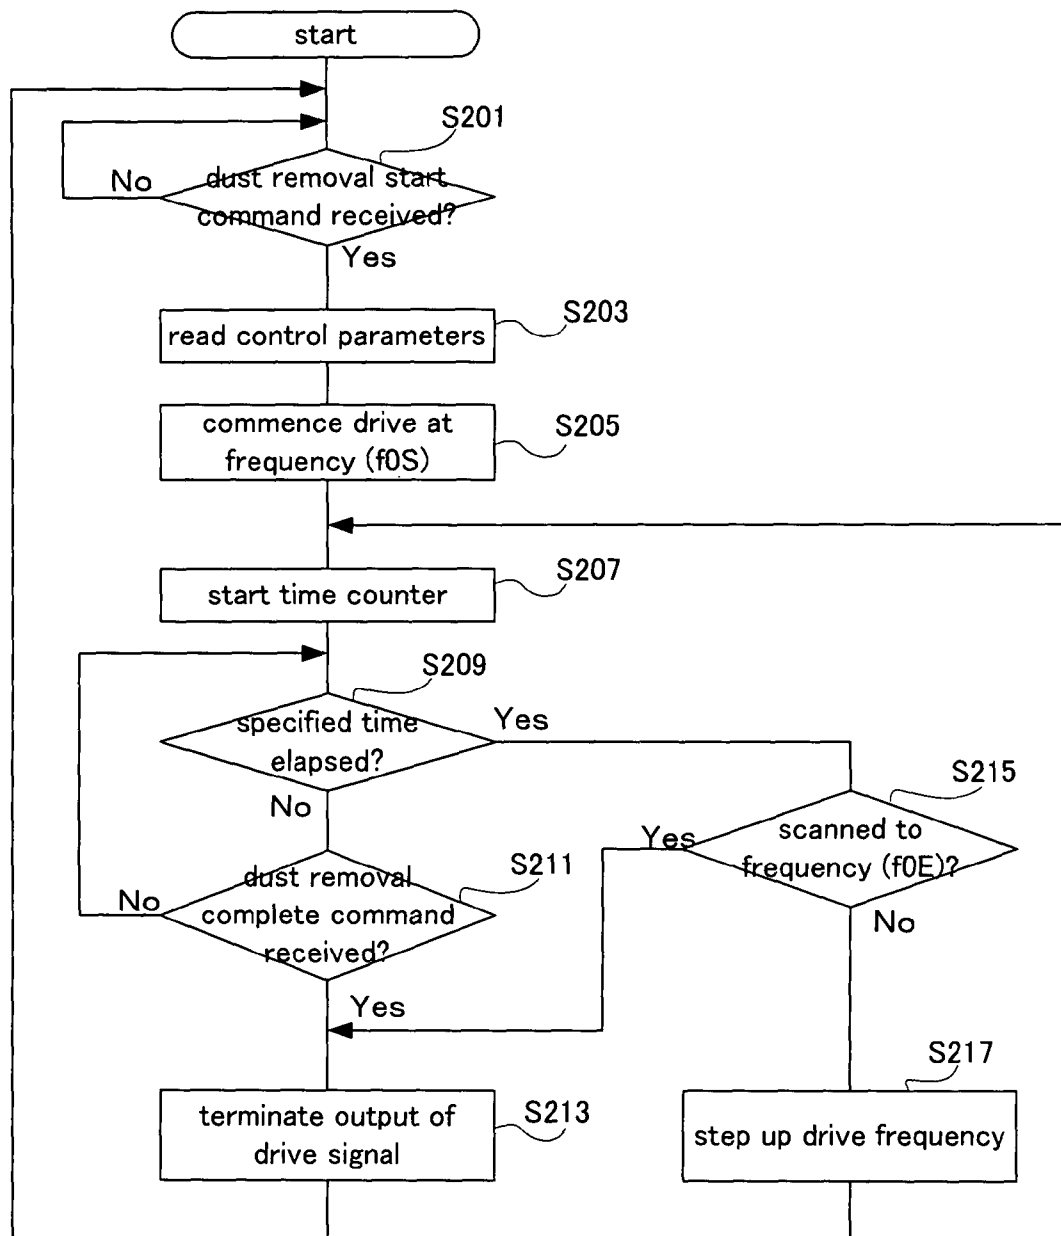 start
S201
dust removal start
command received?
No
Yes
S203
read control parameters
S205
commence drive at
frequency (f0S)
S207
start time counter
S209
specified time
elapsed?
Yes
No
S215
scanned to
frequency (f0E)?
Yes
No
S211
dust removal
complete command
received?
No
Yes
S213
terminate output of
drive signal
S217
step up drive frequency